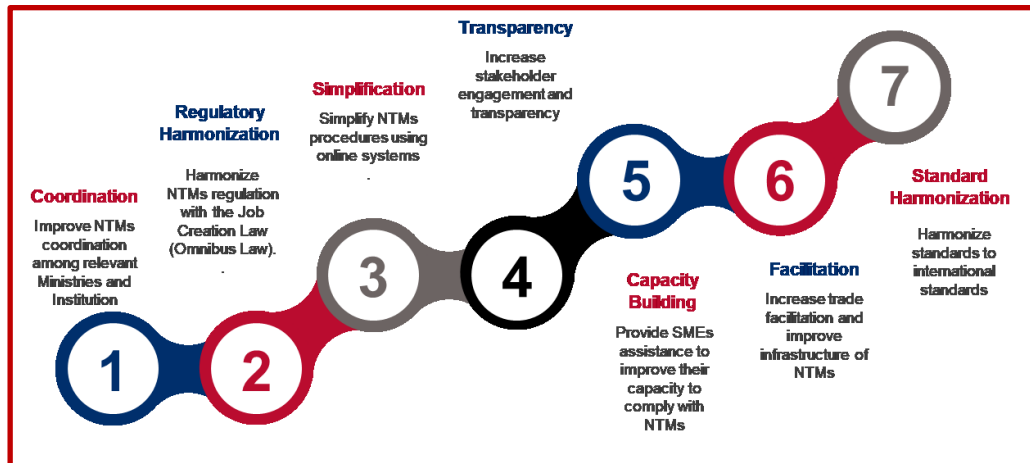 1
Coordination
Improve NTMs
coordination
among relevant
Ministries and
Institution
2
Regulatory
Harmonization
Harmonize
NTMs regulation
with the Job
Creation Law
(Omnibus Law).
.
3
Simplification
Simplify NTMs
procedures using
online systems
.
4
Transparency
Increase
stakeholder
engagement and
transparency
5
Capacity
Building
Provide SMEs
assistance to
improve their
capacity to
comply with
NTMs
6
Facilitation
Increase trade
facilitation and
improve
infrastructure of
NTMs
7
Standard
Harmonization
Harmonize
standards to
international
standards